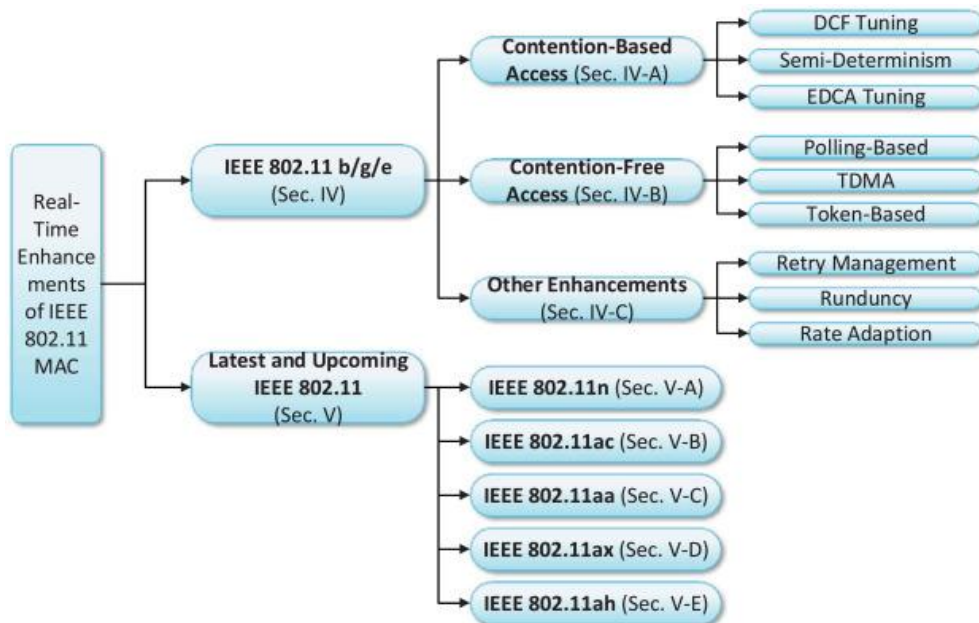 Real-
Time
Enhance
ments
of IEEE
802.11
MAC
IEEE 802.11 b/g/e
(Sec. IV)
Contention-Based
Access (Sec. IV-A)
DCF Tuning
Semi-Determinism
EDCA Tuning
Contention-Free
Access (Sec. IV-B)
Polling-Based
TDMA
Token-Based
Other Enhancements
(Sec. IV-C)
Retry Management
Runduncy
Rate Adaption
Latest and Upcoming
IEEE 802.11
(Sec. V)
IEEE 802.11n (Sec. V-A)
IEEE 802.11ac (Sec. V-B)
IEEE 802.11aa (Sec. V-C)
IEEE 802.11ax (Sec. V-D)
IEEE 802.11ah (Sec. V-E)